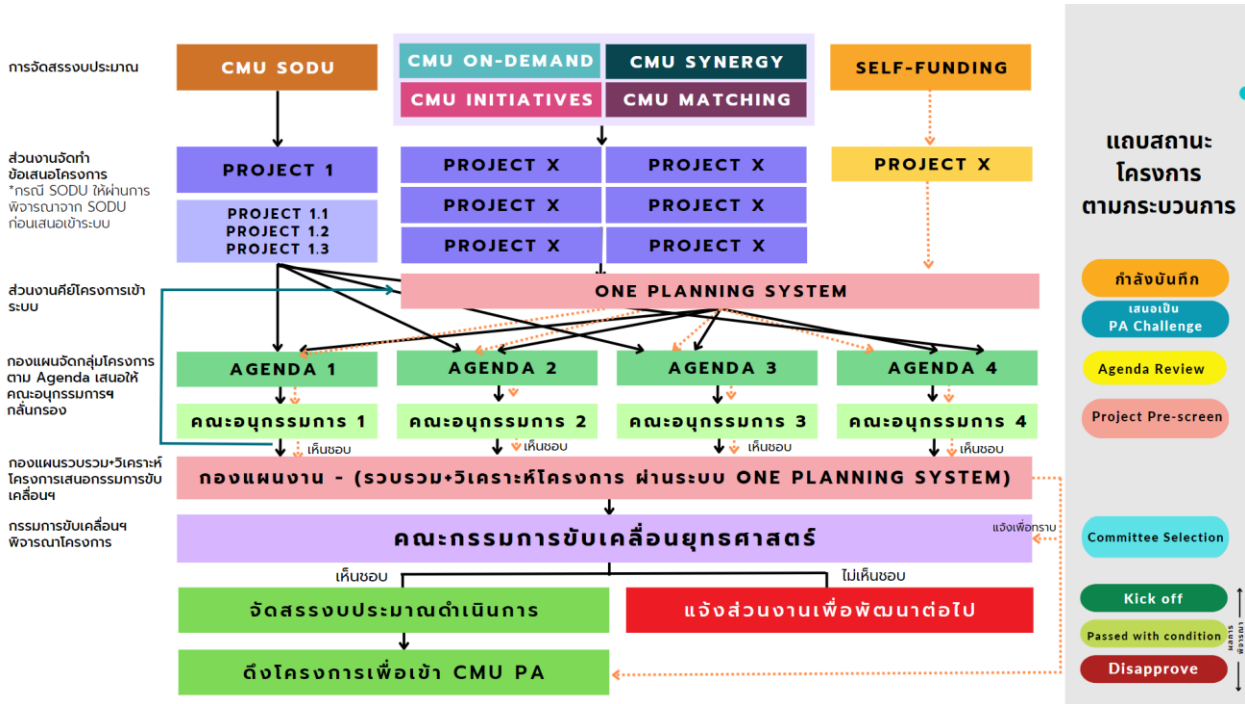 การจัดสรรงบประมาณ
CMU SODU
CMU ON-DEMAND
CMU SYNERGY
CMU INITIATIVES
CMU MATCHING
SELF-FUNDING
ส่วนงานจัดทำ
ข้อเสนอโครงการ
*กรณี SODU ให้ผ่านการ
พิจารณาจาก SODU
ก่อนเสนอเข้าระบบ
PROJECT 1
PROJECT 1.1
PROJECT 1.2
PROJECT 1.3
PROJECT X
PROJECT X
PROJECT X
PROJECT X
PROJECT X
PROJECT X
PROJECT X
ส่วนงานคีย์โครงการเข้า
ระบบ
ONE PLANNING SYSTEM
กองแผนจัดกลุ่มโครงการ
ตาม Agenda เสนอให้
คณะอนุกรรมการฯ
กลั่นกรอง
AGENDA 1
AGENDA 2
AGENDA 3
AGENDA 4
คณะอนุกรรมการ 1
คณะอนุกรรมการ 2
คณะอนุกรรมการ 3
คณะอนุกรรมการ 4
เห็นชอบ
เห็นชอบ
เห็นชอบ
เห็นชอบ
กองแผนรวบรวม+วิเคราะห์
โครงการเสนอกรรมการขับ
เคลื่อนฯ
กองแผนงาน - (รวบรวม+วิเคราะห์โครงการ ผ่านระบบ ONE PLANNING SYSTEM)
กรรมการขับเคลื่อนฯ
พิจารณาโครงการ
คณะกรรมการขับเคลื่อนยุทธศาสตร์
แจ้งเพื่อทราบ
เห็นชอบ
ไม่เห็นชอบ
จัดสรรงบประมาณดำเนินการ
แจ้งส่วนงานเพื่อพัฒนาต่อไป
ดึงโครงการเพื่อเข้า CMU PA
แถบสถานะ
โครงการ
ตามกระบวนการ
กำลังบันทึก
เสนอเป็น
PA Challenge
Agenda Review
Project Pre-screen
Committee Selection
Kick off
Passed with condition
Disapprove
ผลการ
พิจารณา